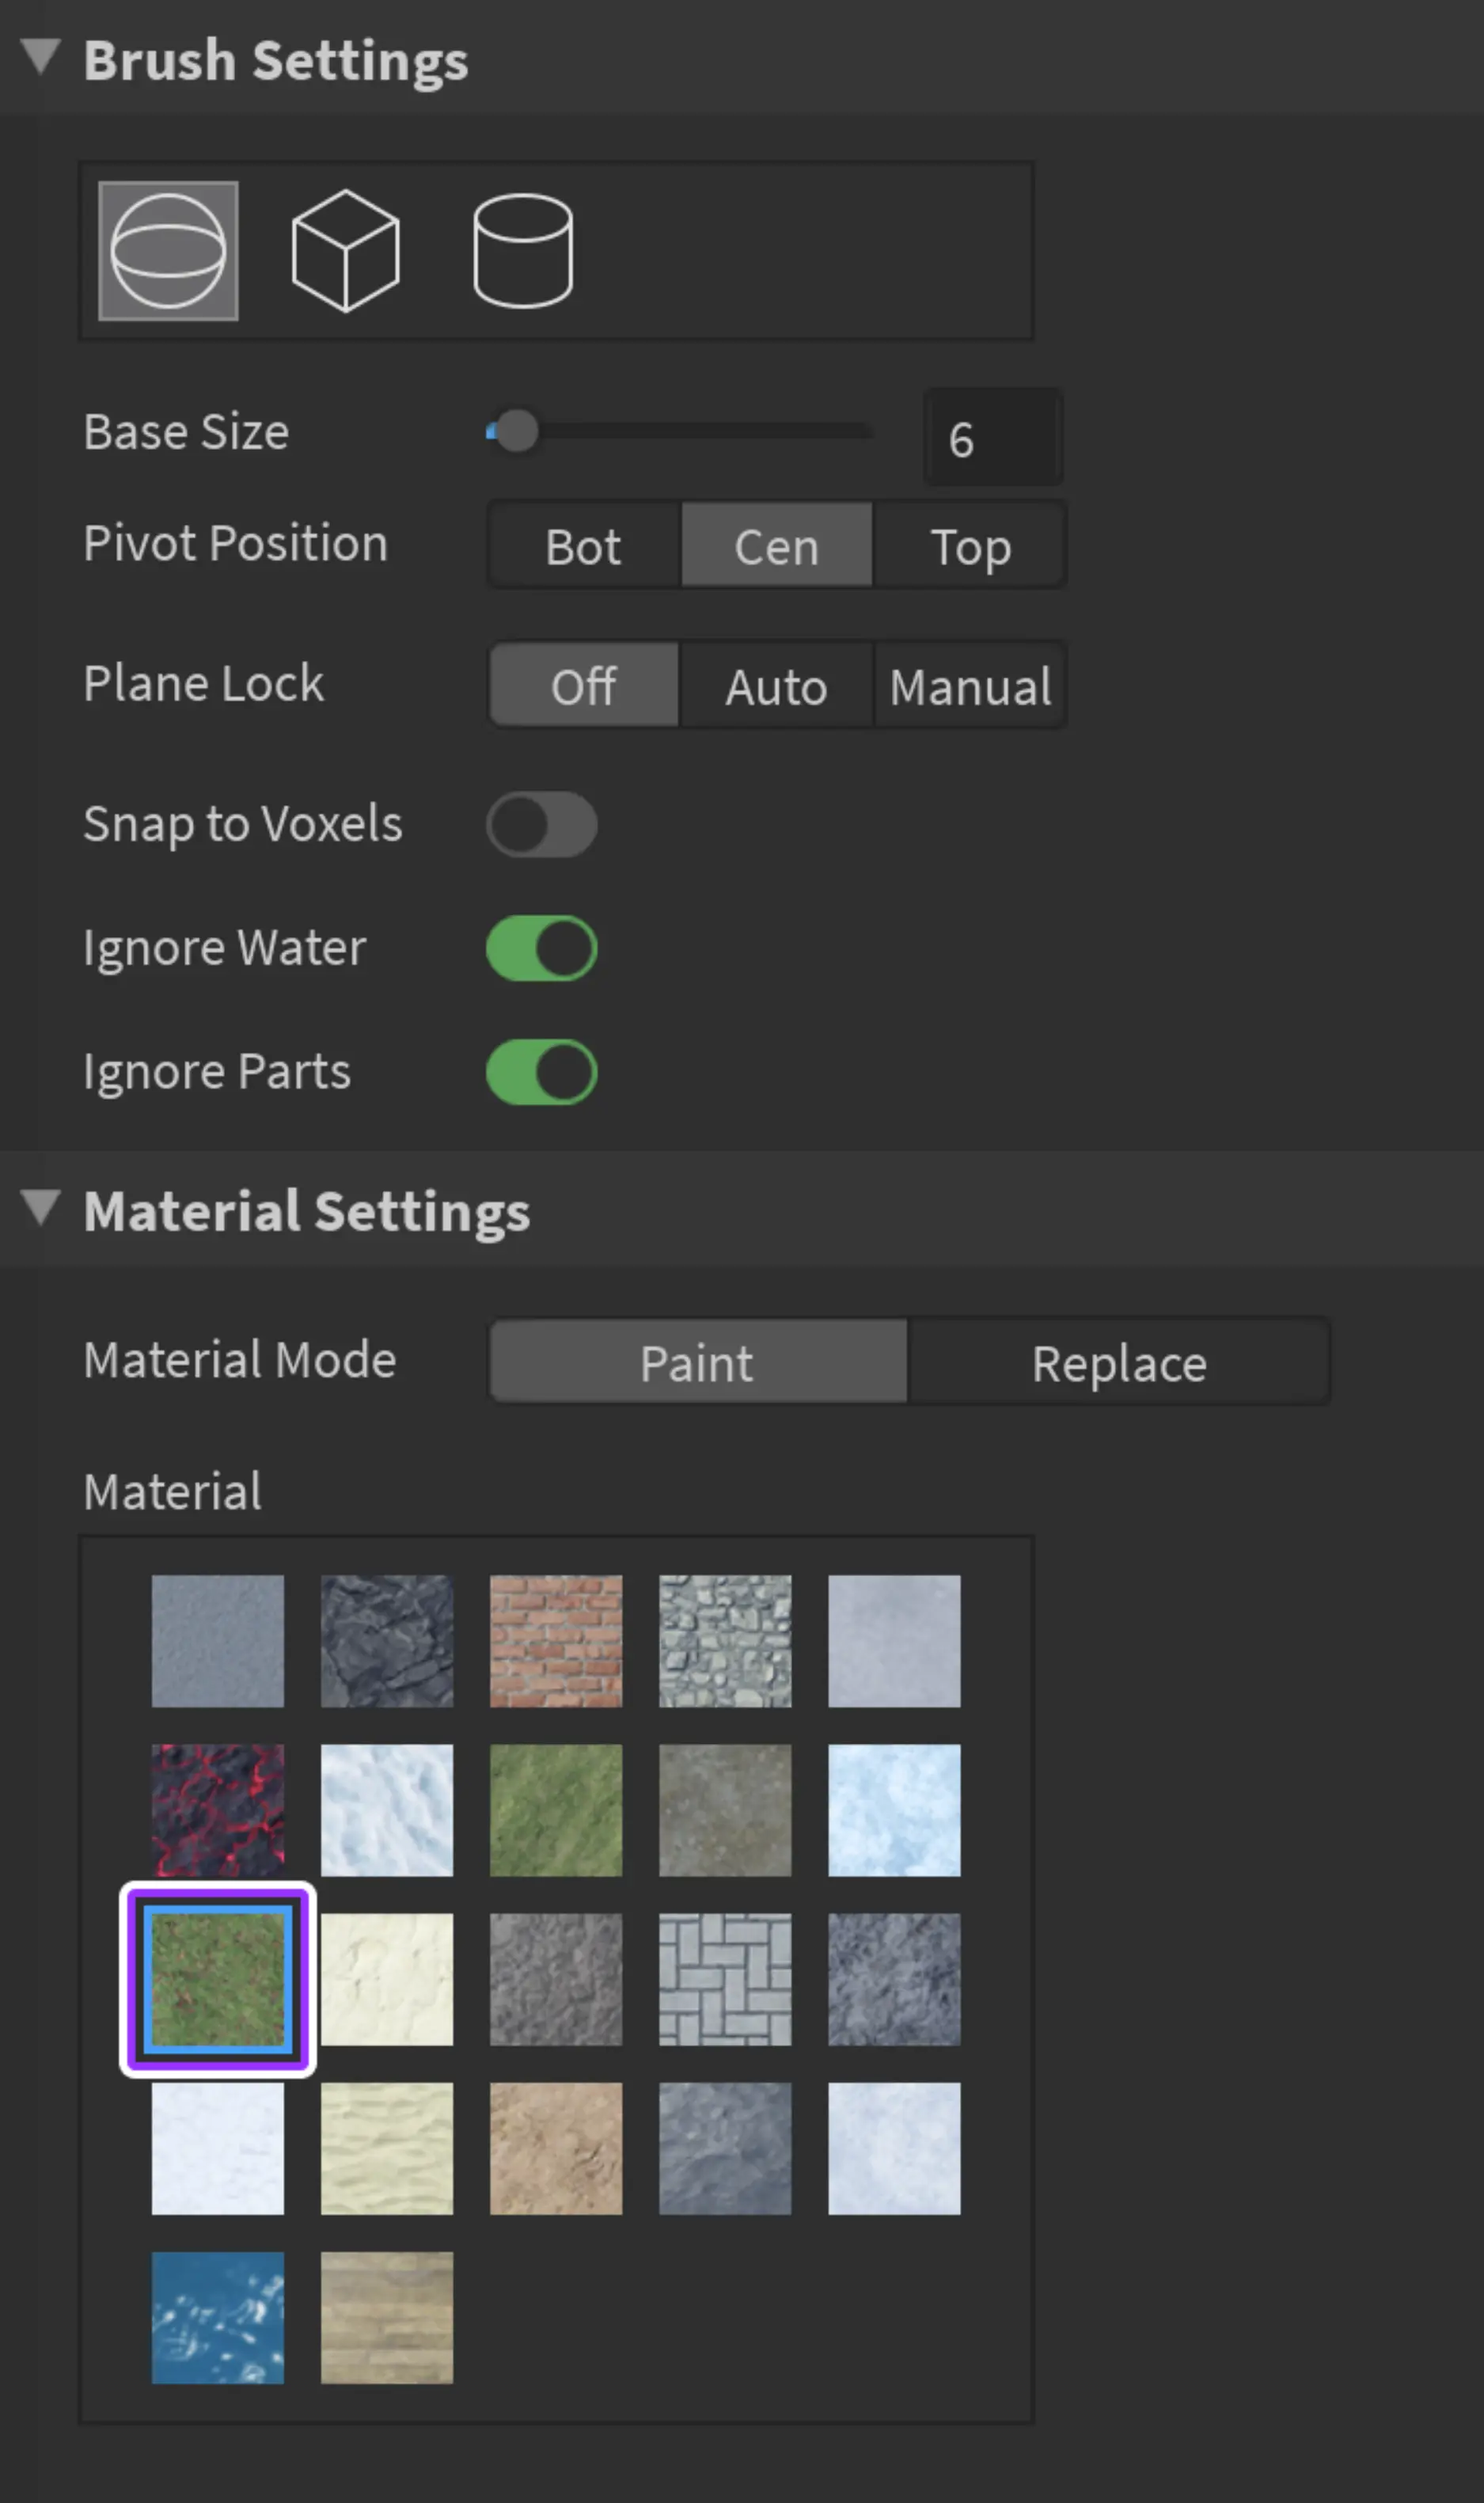 Brush Settings
Base Size 6
Pivot Position Bot Cen Top
Plane Lock Off Auto Manual
Snap to Voxels
Ignore Water
Ignore Parts
Material Settings
Material Mode Paint Replace
Material